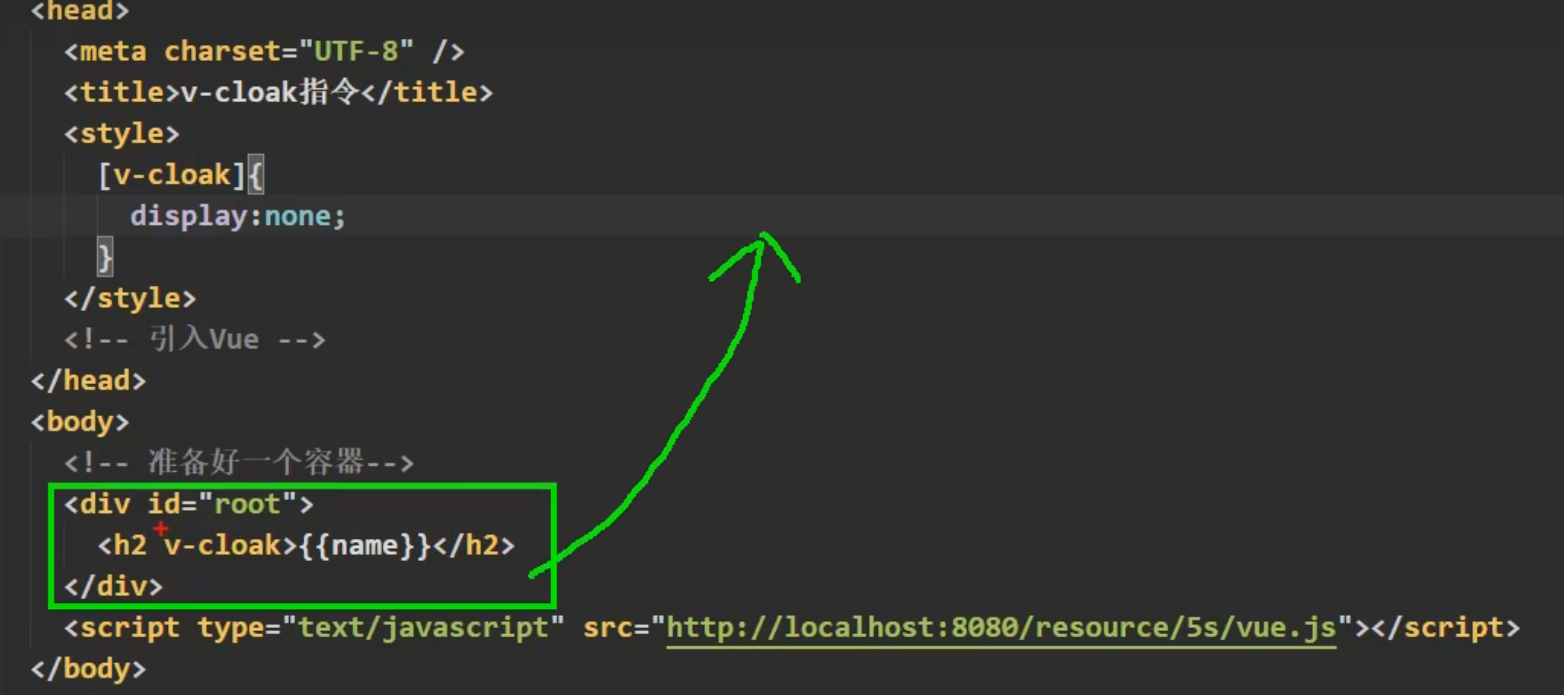 <head>
<meta charset="UTF-8" />
<title>v-cloak指令</title>
<style>
[v-cloak]{
display:none;
}
</style>
<!-- 引入Vue -->
</head>
<body>
<!-- 准备好一个容器-->
<div id="root">
<h2 v-cloak>{{name}}</h2>
</div>
<script type="text/javascript" src="http://localhost:8080/resource/5s/vue.js"></script>
</body>